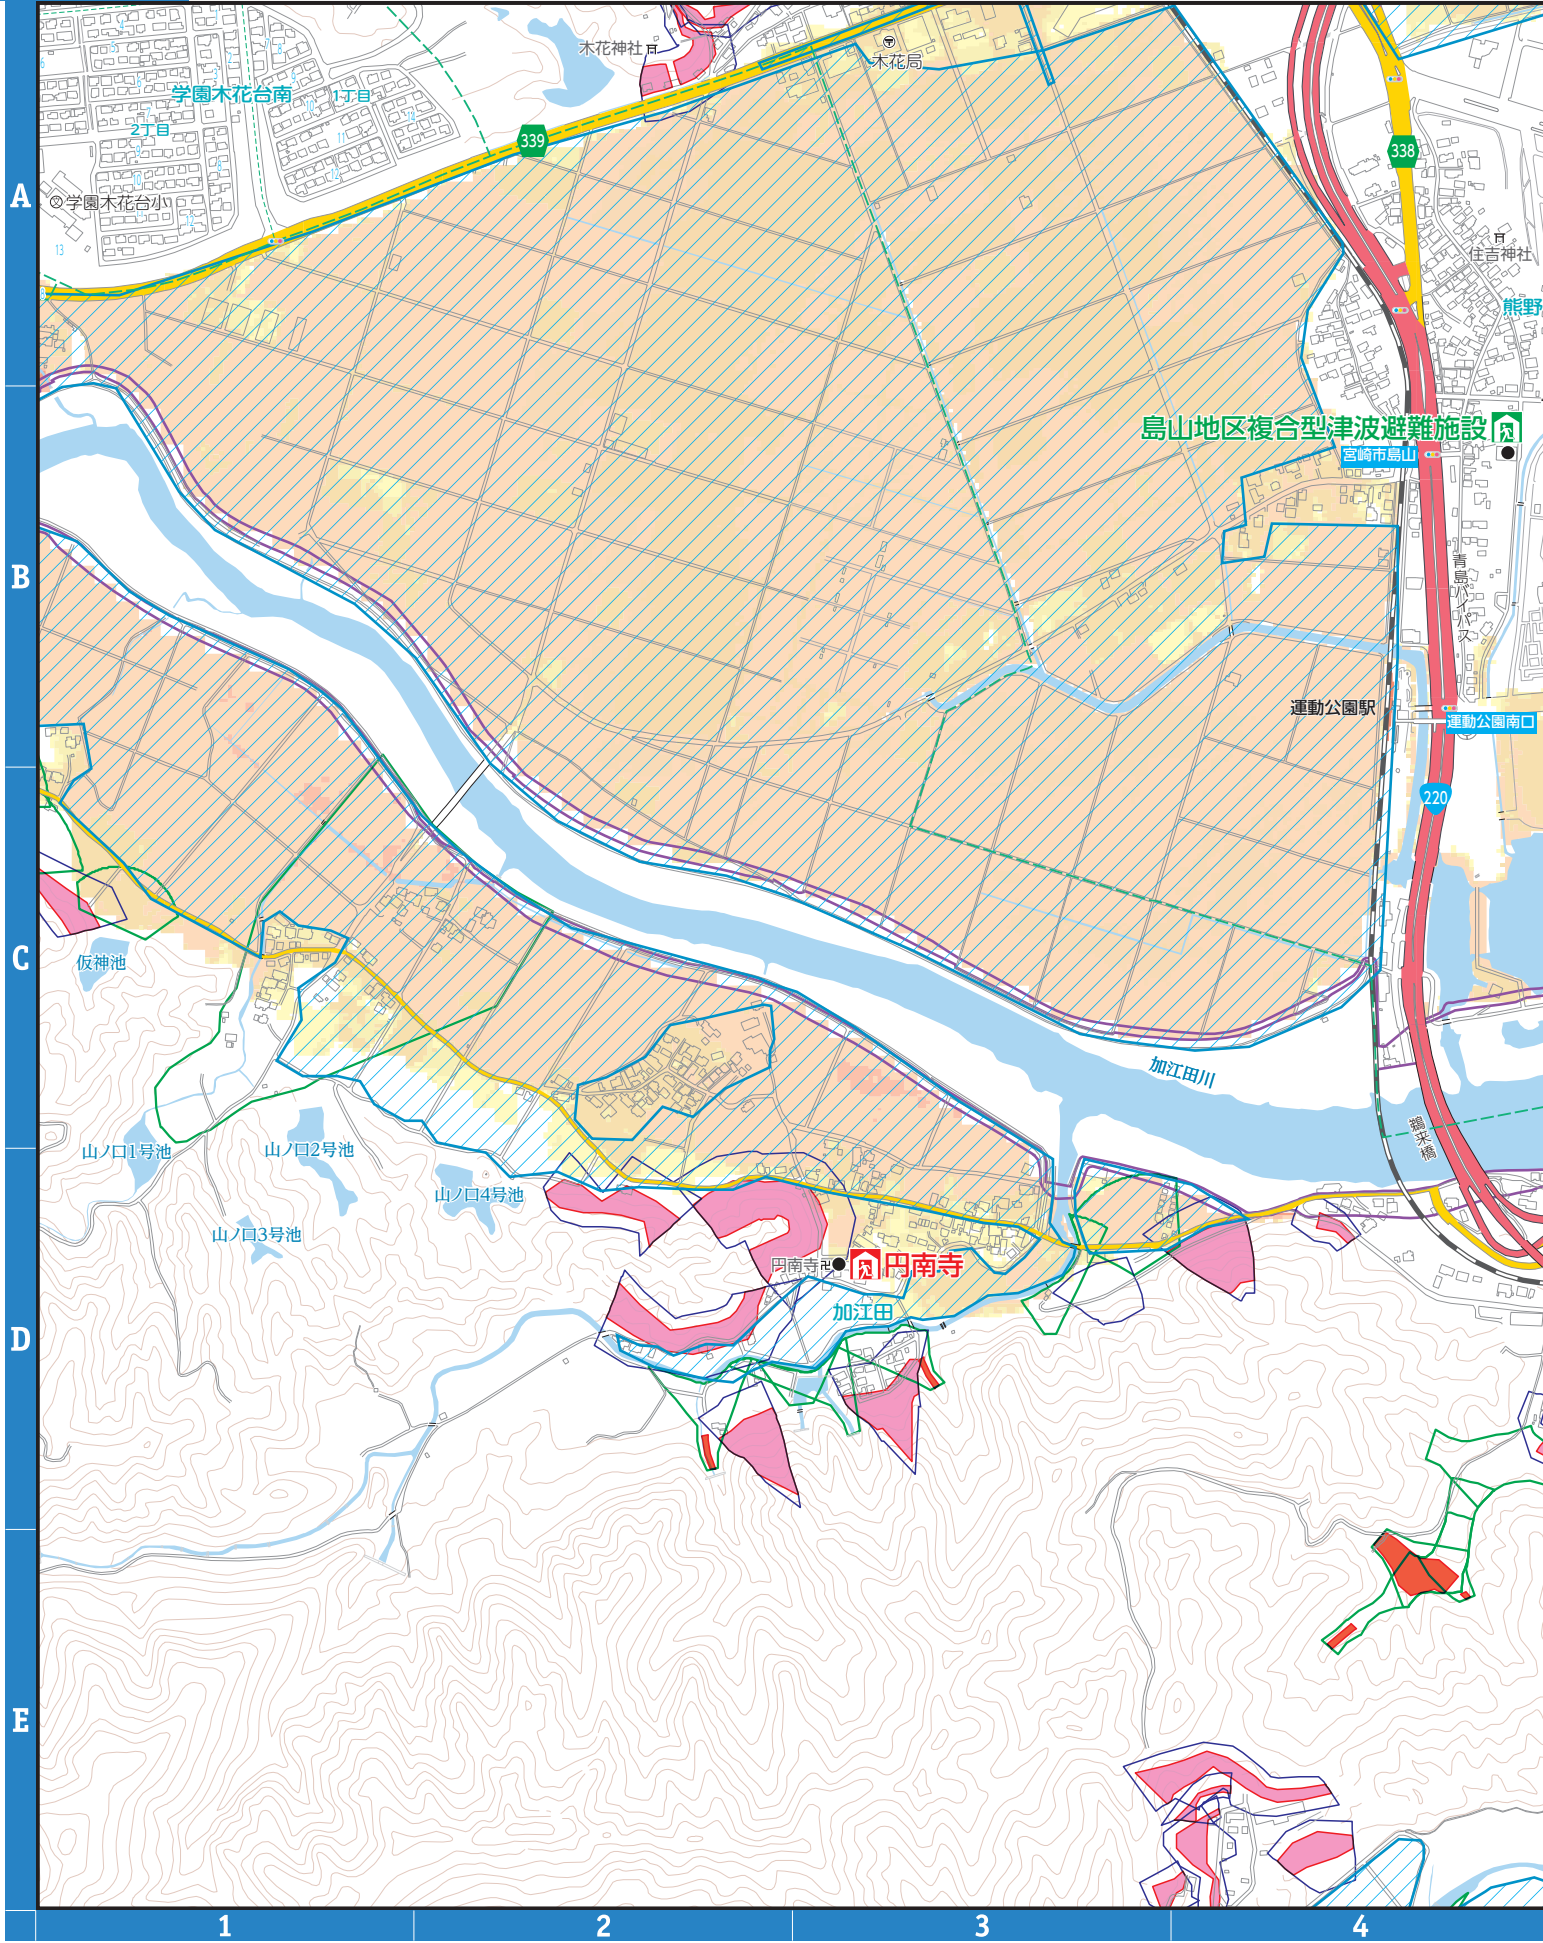 木花神社
木花局
学園木花台南
1丁目
2丁目
339
338
A
学園木花台小
13
住吉神社
熊野
島山地区複合型津波避難施設
宮崎市島山
B
青島バイパス
運動公園駅
運動公園南口
220
C
仮神池
加江田川
鵜来橋
山ノ口1号池
山ノ口2号池
山ノ口4号池
山ノ口3号池
円南寺
円南寺
加江田
D
E
1
2
3
4